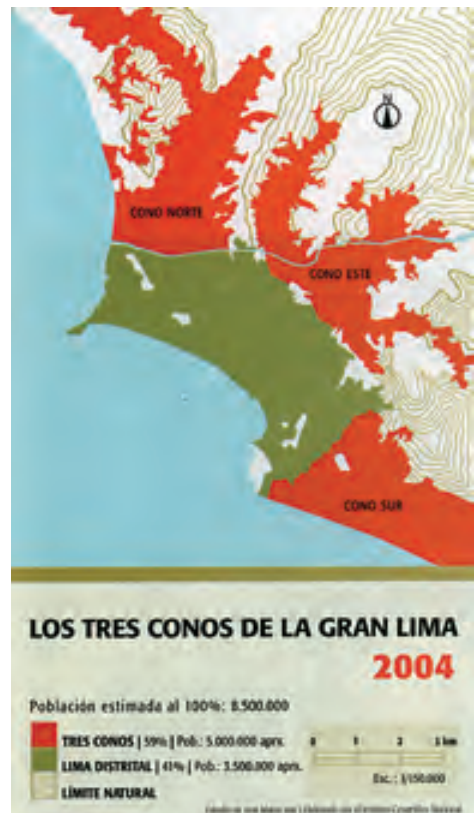 N
CONO NORTE
CONO ESTE
CONO SUR
LOS TRES CONOS DE LA GRAN LIMA
2004
Población estimada al 100%: 8.500.000
TRES CONOS | 59% | Pob.: 5.000.000 aprx.
LIMA DISTRITAL | 41% | Pob.: 3.500.000 aprx.
LÍMITE NATURAL
0 1 2 3 km
Esc.: 1/150.000